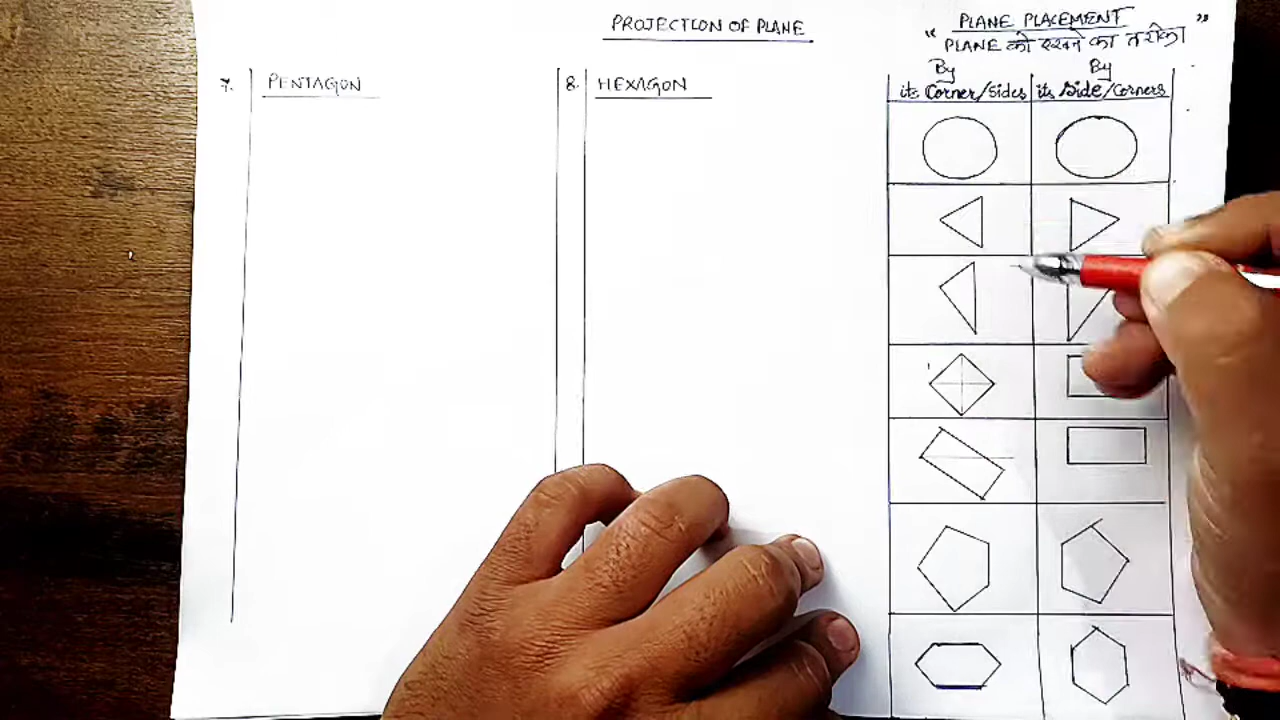 PROJECTION OF PLANE
“ PLANE PLACEMENT ”
PLANE को रखने का तरीका
7. PENTAGON
8. HEXAGON
By
its Corner/Sides
By
its Side/Corners